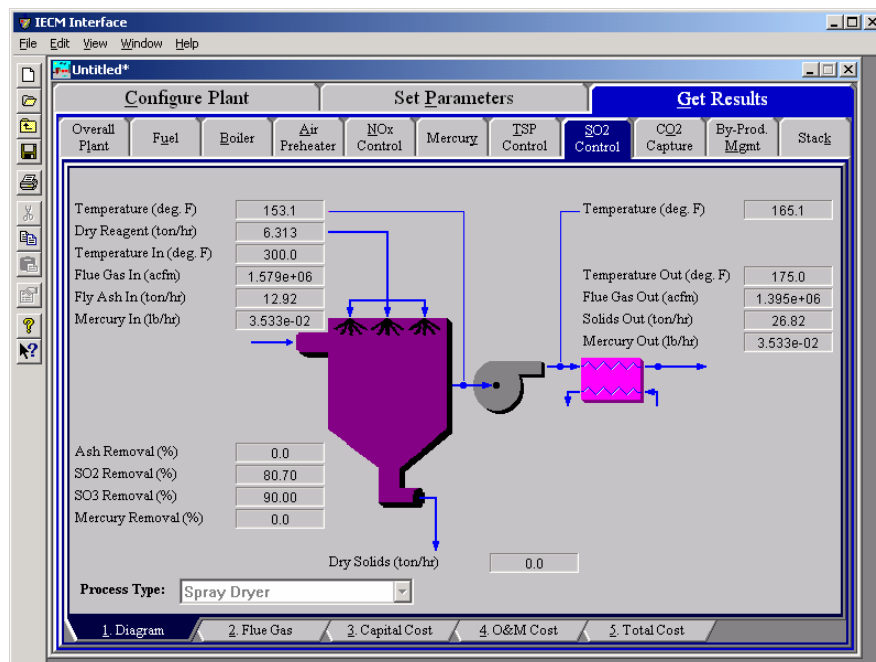 IECM Interface
File Edit View Window Help
Untitled*
Configure Plant Set Parameters Get Results
Overall Plant Fuel Boiler Air Preheater NOx Control Mercury TSP Control SO2 Control CO2 Capture By-Prod. Mgmt Stack
Temperature (deg. F) 153.1 Temperature (deg. F) 165.1
Dry Reagent (ton/hr) 6.313
Temperature In (deg. F) 300.0
Flue Gas In (acfm) 1.579e+06 Temperature Out (deg. F) 175.0
Fly Ash In (ton/hr) 12.92 Flue Gas Out (acfm) 1.395e+06
Mercury In (lb/hr) 3.533e-02 Solids Out (ton/hr) 26.82
Mercury Out (lb/hr) 3.533e-02
Ash Removal (%) 0.0
SO2 Removal (%) 80.70
SO3 Removal (%) 90.00
Mercury Removal (%) 0.0
Dry Solids (ton/hr) 0.0
Process Type: Spray Dryer
1. Diagram 2. Flue Gas 3. Capital Cost 4. O&M Cost 5. Total Cost